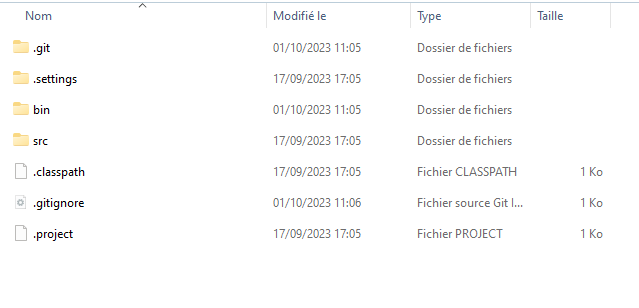 Nom Modifié le Type Taille
.git 01/10/2023 11:05 Dossier de fichiers
.settings 17/09/2023 17:05 Dossier de fichiers
bin 01/10/2023 11:05 Dossier de fichiers
src 17/09/2023 17:05 Dossier de fichiers
.classpath 17/09/2023 17:05 Fichier CLASSPATH 1 Ko
.gitignore 01/10/2023 11:06 Fichier source Git I... 1 Ko
.project 17/09/2023 17:05 Fichier PROJECT 1 Ko